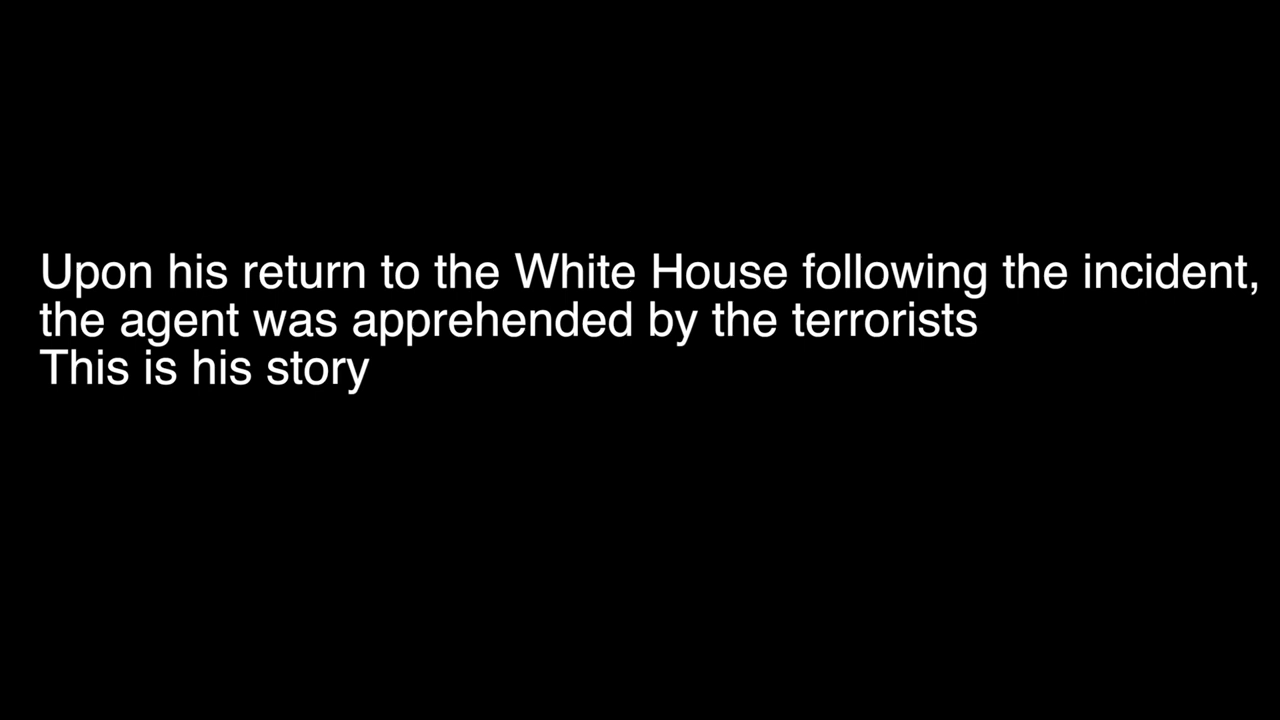 Upon his return to the White House following the incident,
the agent was apprehended by the terrorists
This is his story